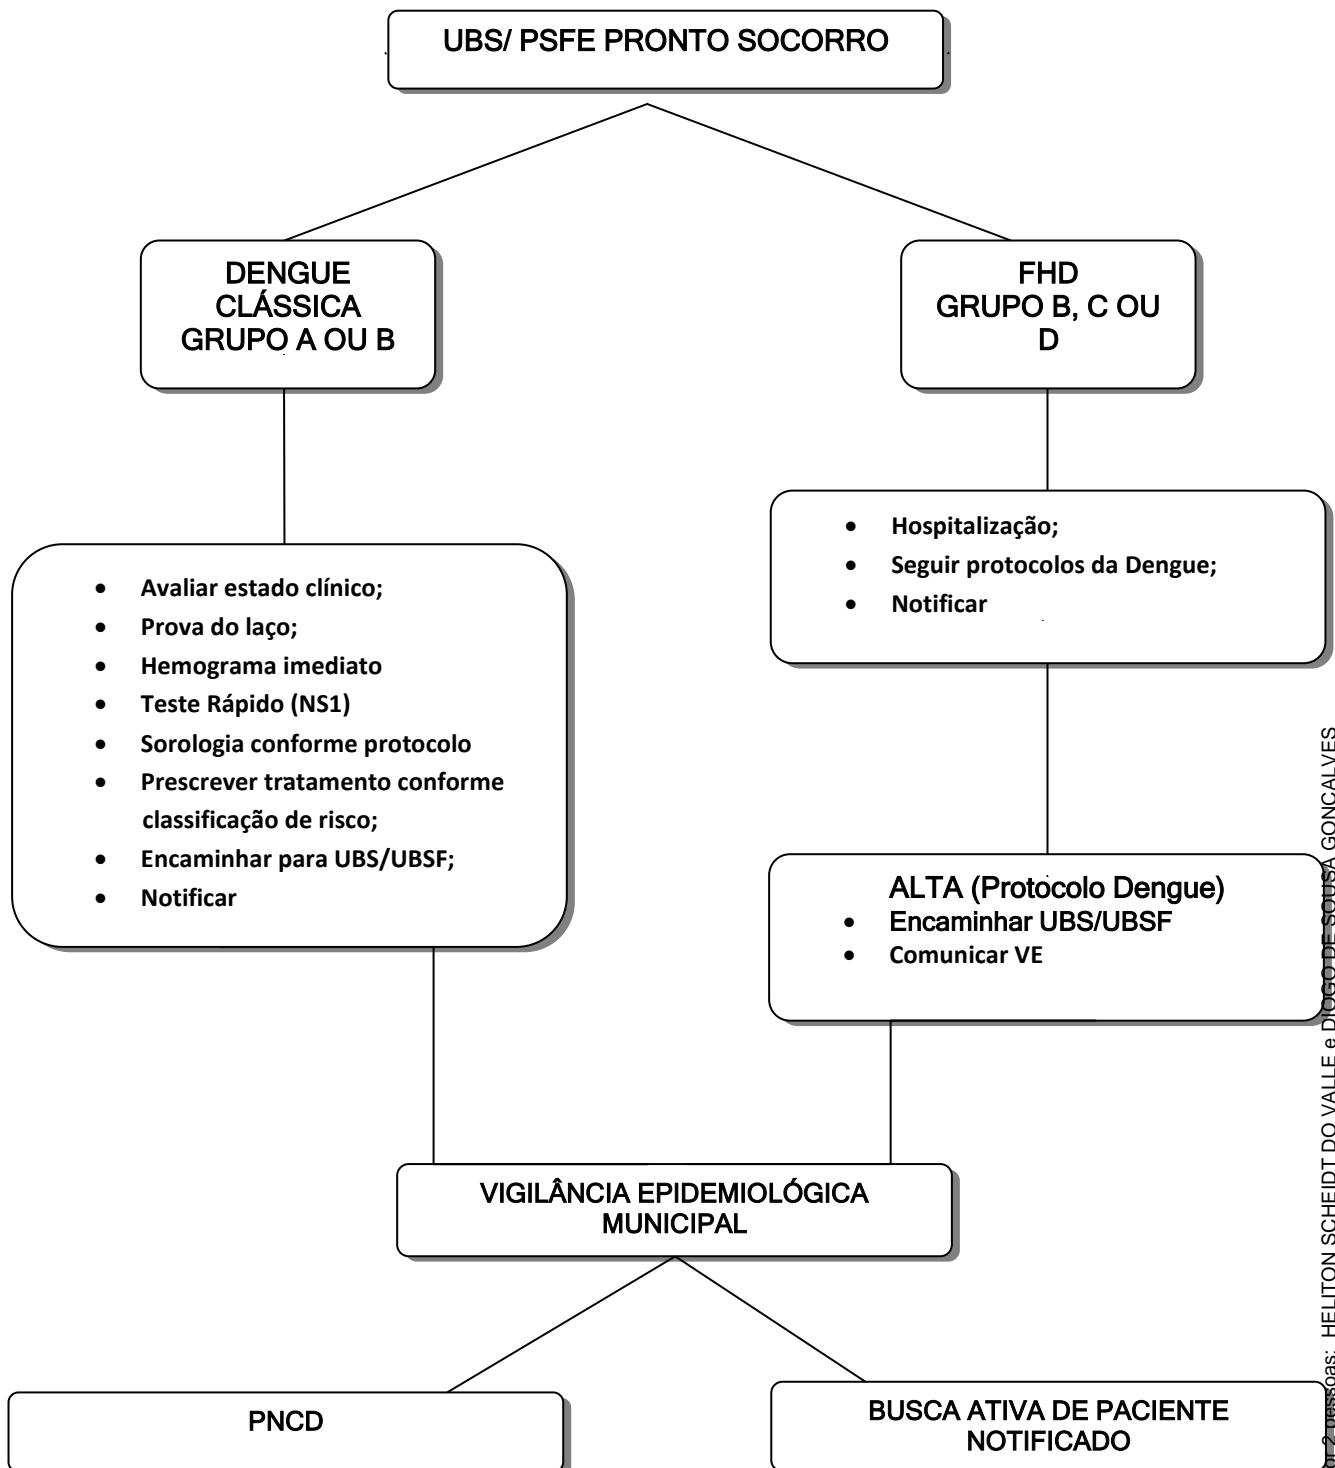 UBS/ PSFE PRONTO SOCORRO
DENGUE
CLÁSSICA
GRUPO A OU B
FHD
GRUPO B, C OU
D
• Hospitalização;
• Seguir protocolos da Dengue;
• Notificar
• Avaliar estado clínico;
• Prova do laço;
• Hemograma imediato
• Teste Rápido (NS1)
• Sorologia conforme protocolo
• Prescrever tratamento conforme
classificação de risco;
• Encaminhar para UBS/UBSF;
• Notificar
ALTA (Protocolo Dengue)
• Encaminhar UBS/UBSF
• Comunicar VE
VIGILÂNCIA EPIDEMIOLÓGICA
MUNICIPAL
PNCD
BUSCA ATIVA DE PACIENTE
NOTIFICADO
or 2 pessoas: HELITON SCHEIDT DO VALLE e DIOGO DE SOUSA GONCALVES